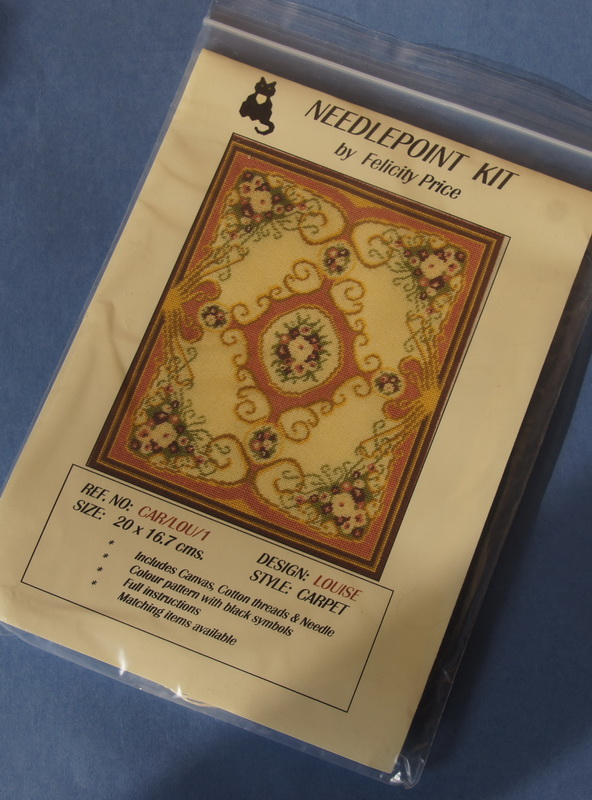 NEEDLEPOINT KIT
by Felicity Price
REF. NO: CAR/LOU/1
SIZE: 20 x 16.7 cms.
DESIGN: LOUISE
STYLE: CARPET
* Includes Canvas, Cotton threads & Needle
* Colour pattern with black symbols
* Full instructions
* Matching items available